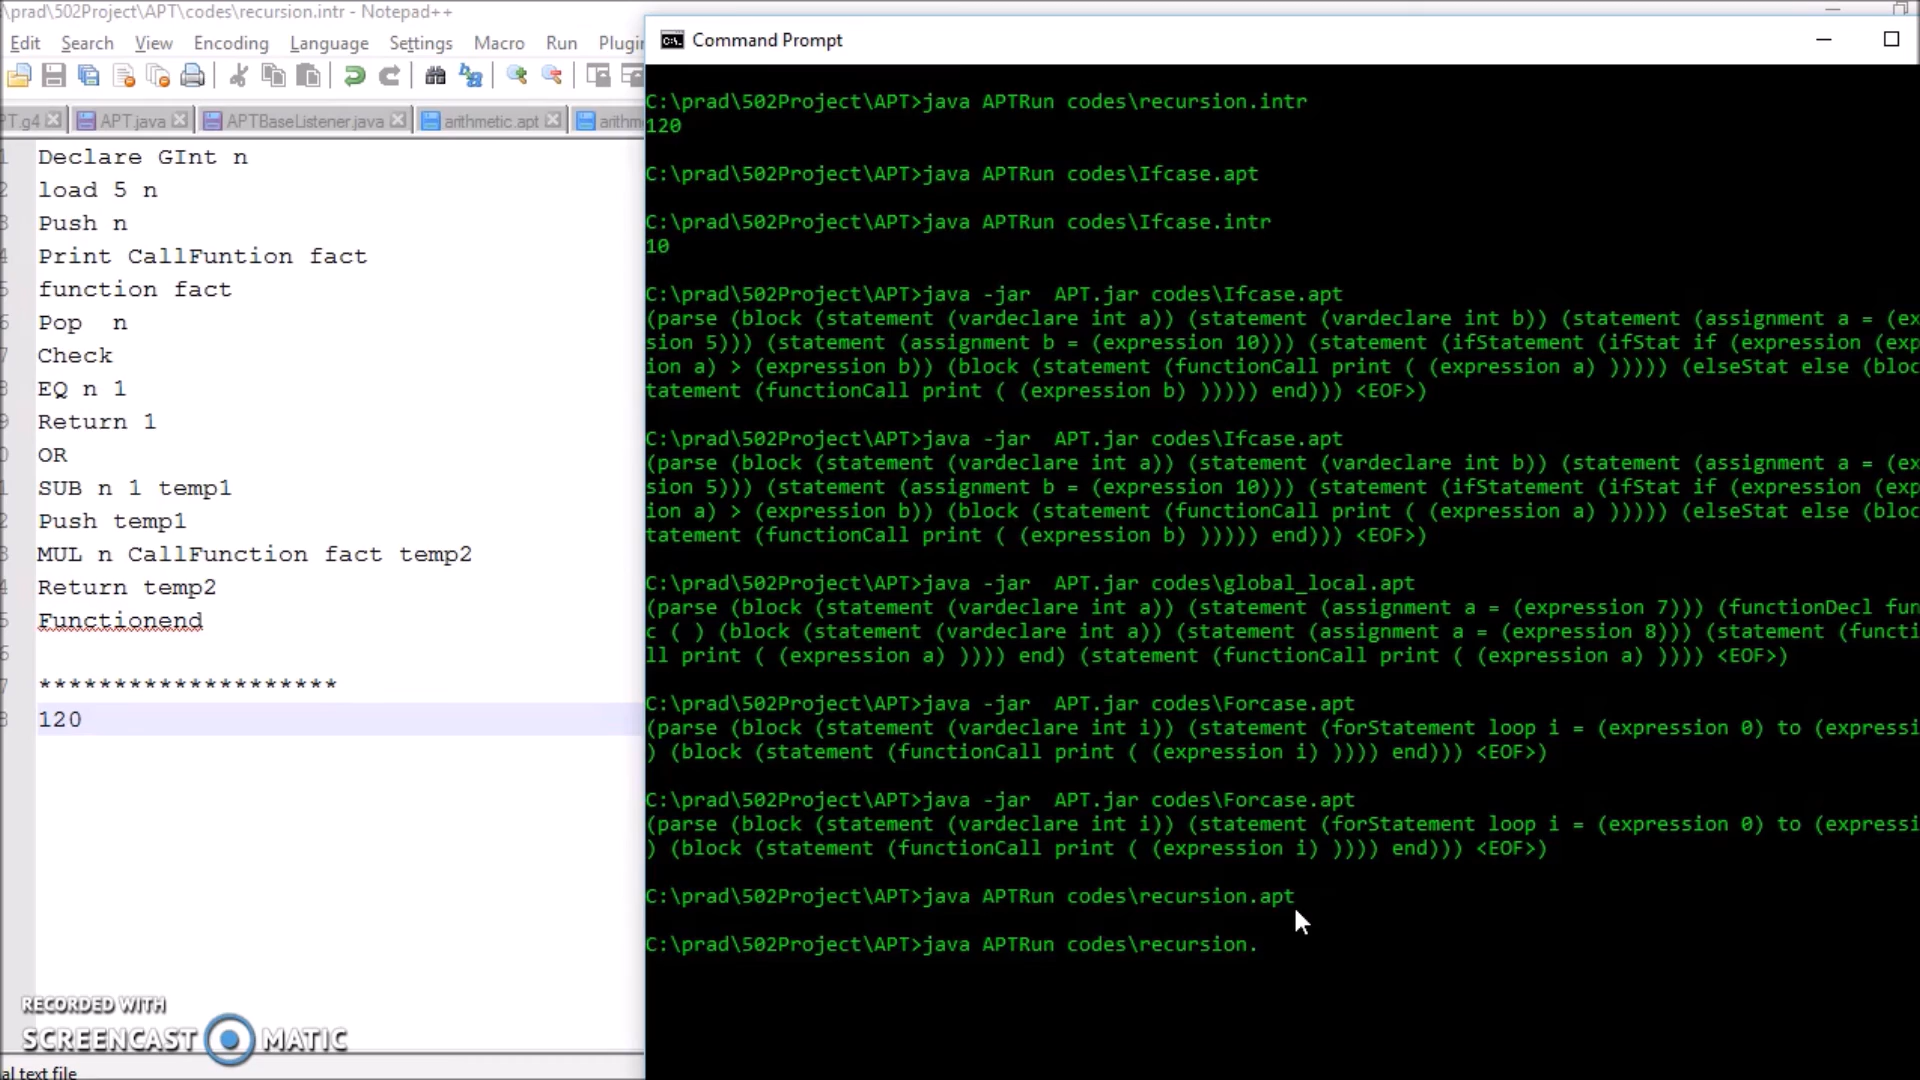 \prad\502Project\APT\codes\recursion.intr - Notepad++
Edit Search View Encoding Language Settings Macro Run Plugin
PT.g4 APT.java APTBaseListener.java arithmetic.apt arithm
Declare GInt n
load 5 n
Push n
Print CallFuntion fact
function fact
Pop  n
Check
EQ n 1
Return 1
OR
SUB n 1 temp1
Push temp1
MUL n CallFunction fact temp2
Return temp2
Functionend
********************
120
RECORDED WITH
SCREENCAST MATIC
al text file
Command Prompt
C:\prad\502Project\APT>java APTRun codes\recursion.intr
120
C:\prad\502Project\APT>java APTRun codes\Ifcase.apt
C:\prad\502Project\APT>java APTRun codes\Ifcase.intr
10
C:\prad\502Project\APT>java -jar  APT.jar codes\Ifcase.apt
(parse (block (statement (vardeclare int a)) (statement (vardeclare int b)) (statement (assignment a = (ex
sion 5))) (statement (assignment b = (expression 10))) (statement (ifStatement (ifStat if (expression (exp
ion a) > (expression b)) (block (statement (functionCall print ( (expression a) ))))) (elseStat else (bloc
tatement (functionCall print ( (expression b) ))))) end))) <EOF>)
C:\prad\502Project\APT>java -jar  APT.jar codes\Ifcase.apt
(parse (block (statement (vardeclare int a)) (statement (vardeclare int b)) (statement (assignment a = (ex
sion 5))) (statement (assignment b = (expression 10))) (statement (ifStatement (ifStat if (expression (exp
ion a) > (expression b)) (block (statement (functionCall print ( (expression a) ))))) (elseStat else (bloc
tatement (functionCall print ( (expression b) ))))) end))) <EOF>)
C:\prad\502Project\APT>java -jar  APT.jar codes\global_local.apt
(parse (block (statement (vardeclare int a)) (statement (assignment a = (expression 7))) (functionDecl fun
c ( ) (block (statement (vardeclare int a)) (statement (assignment a = (expression 8))) (statement (functi
ll print ( (expression a) )))) end) (statement (functionCall print ( (expression a) )))) <EOF>)
C:\prad\502Project\APT>java -jar  APT.jar codes\Forcase.apt
(parse (block (statement (vardeclare int i)) (statement (forStatement loop i = (expression 0) to (expressi
) (block (statement (functionCall print ( (expression i) )))) end))) <EOF>)
C:\prad\502Project\APT>java -jar  APT.jar codes\Forcase.apt
(parse (block (statement (vardeclare int i)) (statement (forStatement loop i = (expression 0) to (expressi
) (block (statement (functionCall print ( (expression i) )))) end))) <EOF>)
C:\prad\502Project\APT>java APTRun codes\recursion.apt
C:\prad\502Project\APT>java APTRun codes\recursion.